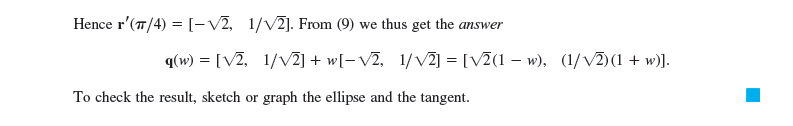 Hence r′(π/4) = [−√2, 1/√2]. From (9) we thus get the answer
q(w) = [√2, 1/√2] + w[−√2, 1/√2] = [√2(1 − w), (1/√2)(1 + w)].
To check the result, sketch or graph the ellipse and the tangent.